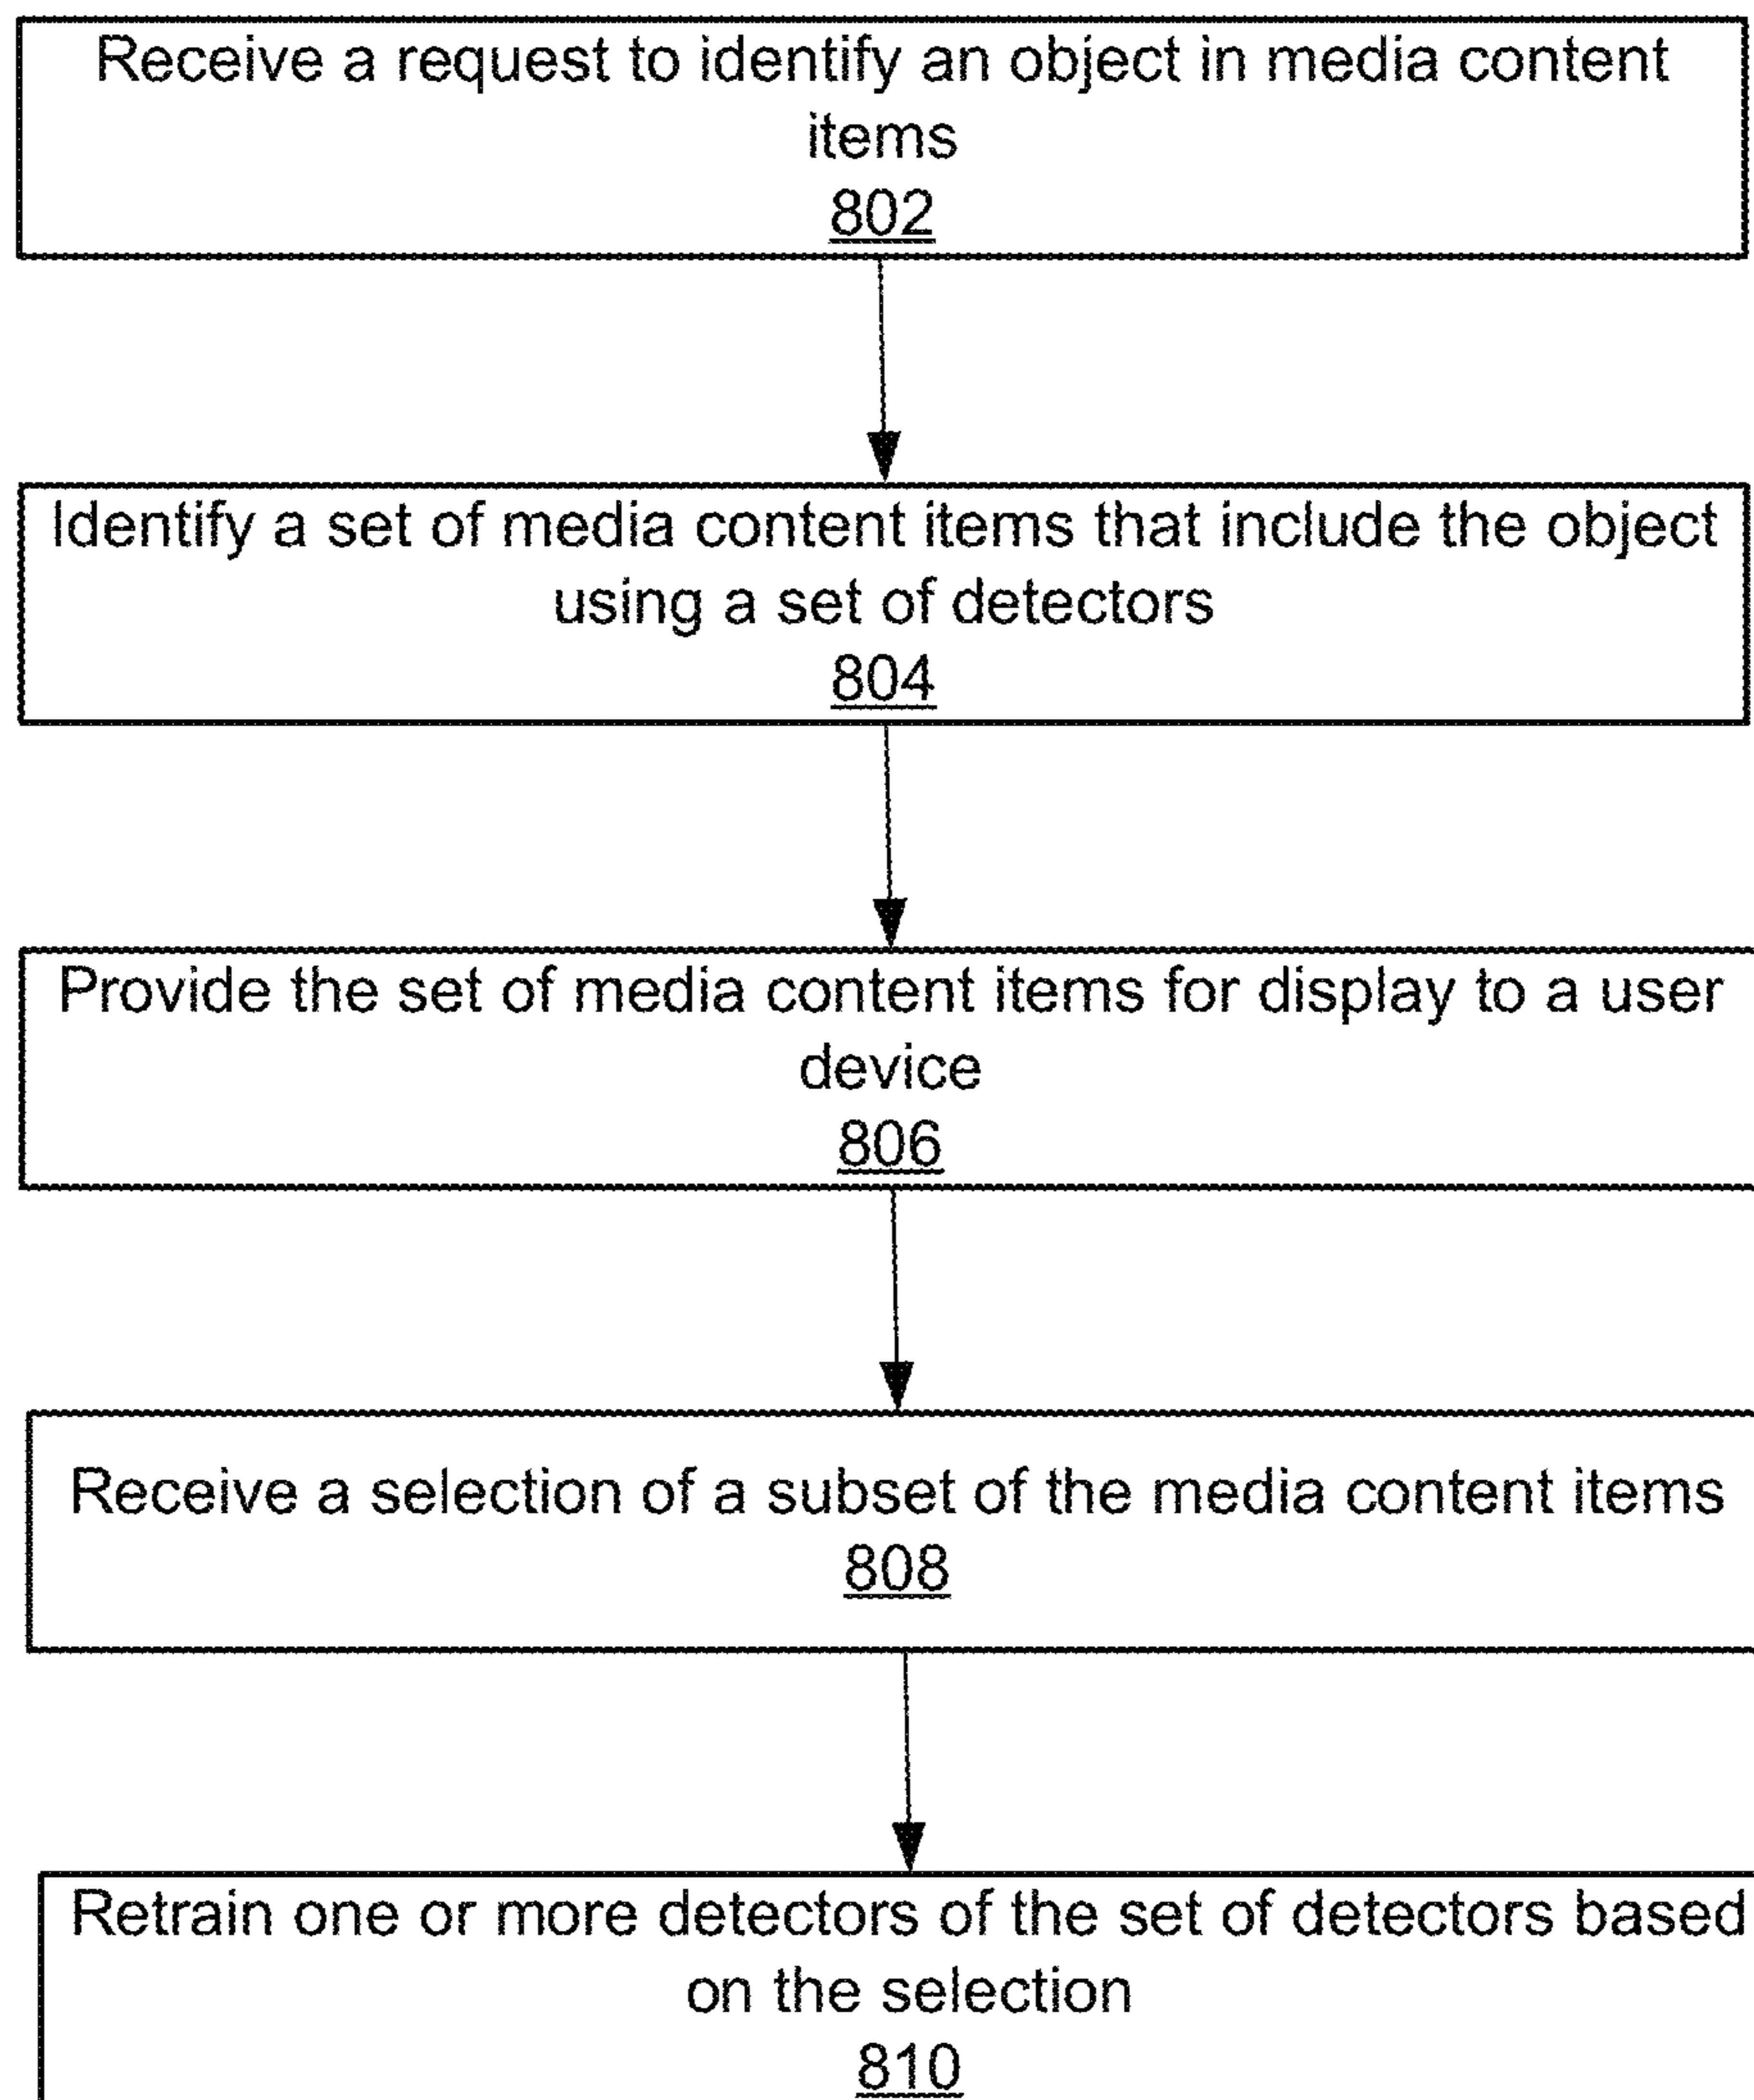 Receive a request to identify an object in media content
items
802
Identify a set of media content items that include the object
using a set of detectors
804
Provide the set of media content items for display to a user
device
806
Receive a selection of a subset of the media content items
808
Retrain one or more detectors of the set of detectors based
on the selection
810